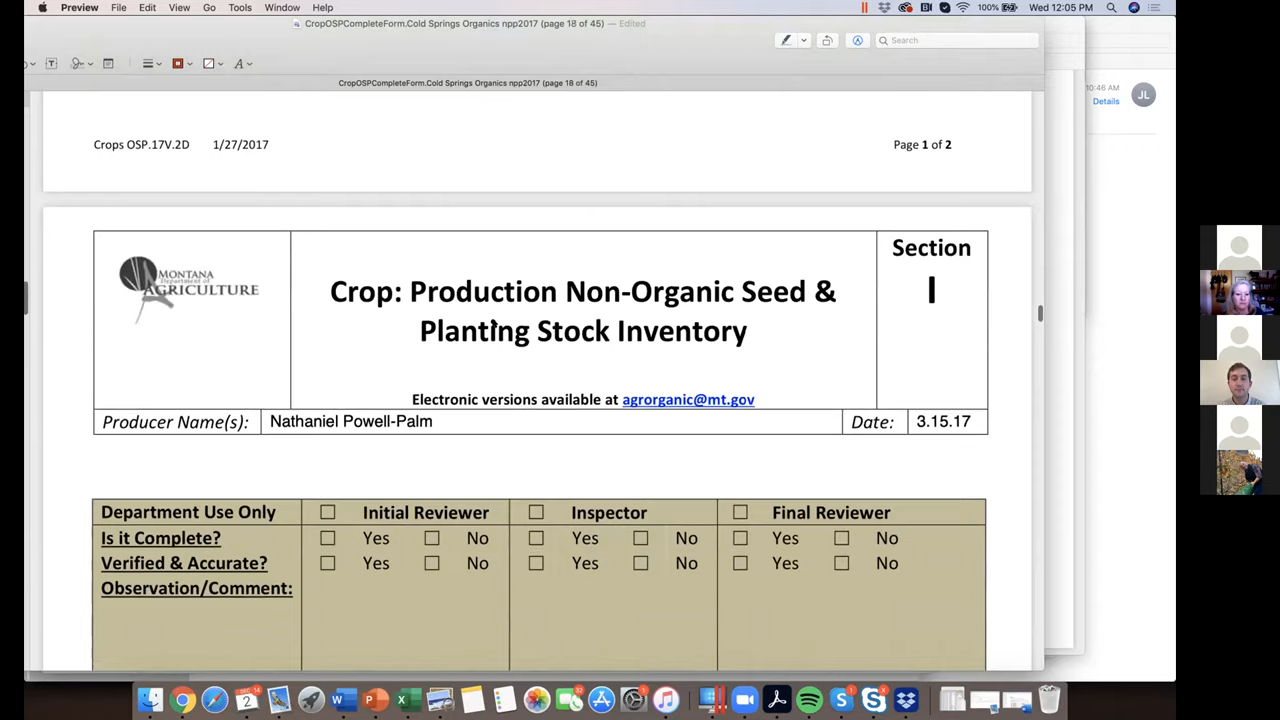 Preview File Edit View Go Tools Window Help
100% Wed 12:05 PM
CropOSPCompleteForm.Cold Springs Organics npp2017 (page 18 of 45) — Edited
Search
CropOSPCompleteForm.Cold Springs Organics npp2017 (page 18 of 45)
10:46 AM
Details
JL
Crops OSP.17V.2D 1/27/2017
Page 1 of 2
MONTANA
Department of
AGRICULTURE
Crop: Production Non-Organic Seed &
Planting Stock Inventory
Electronic versions available at agrorganic@mt.gov
Section
I
Producer Name(s): Nathaniel Powell-Palm Date: 3.15.17
Department Use Only Initial Reviewer Inspector Final Reviewer
Is it Complete? Yes No Yes No Yes No
Verified & Accurate? Yes No Yes No Yes No
Observation/Comment: